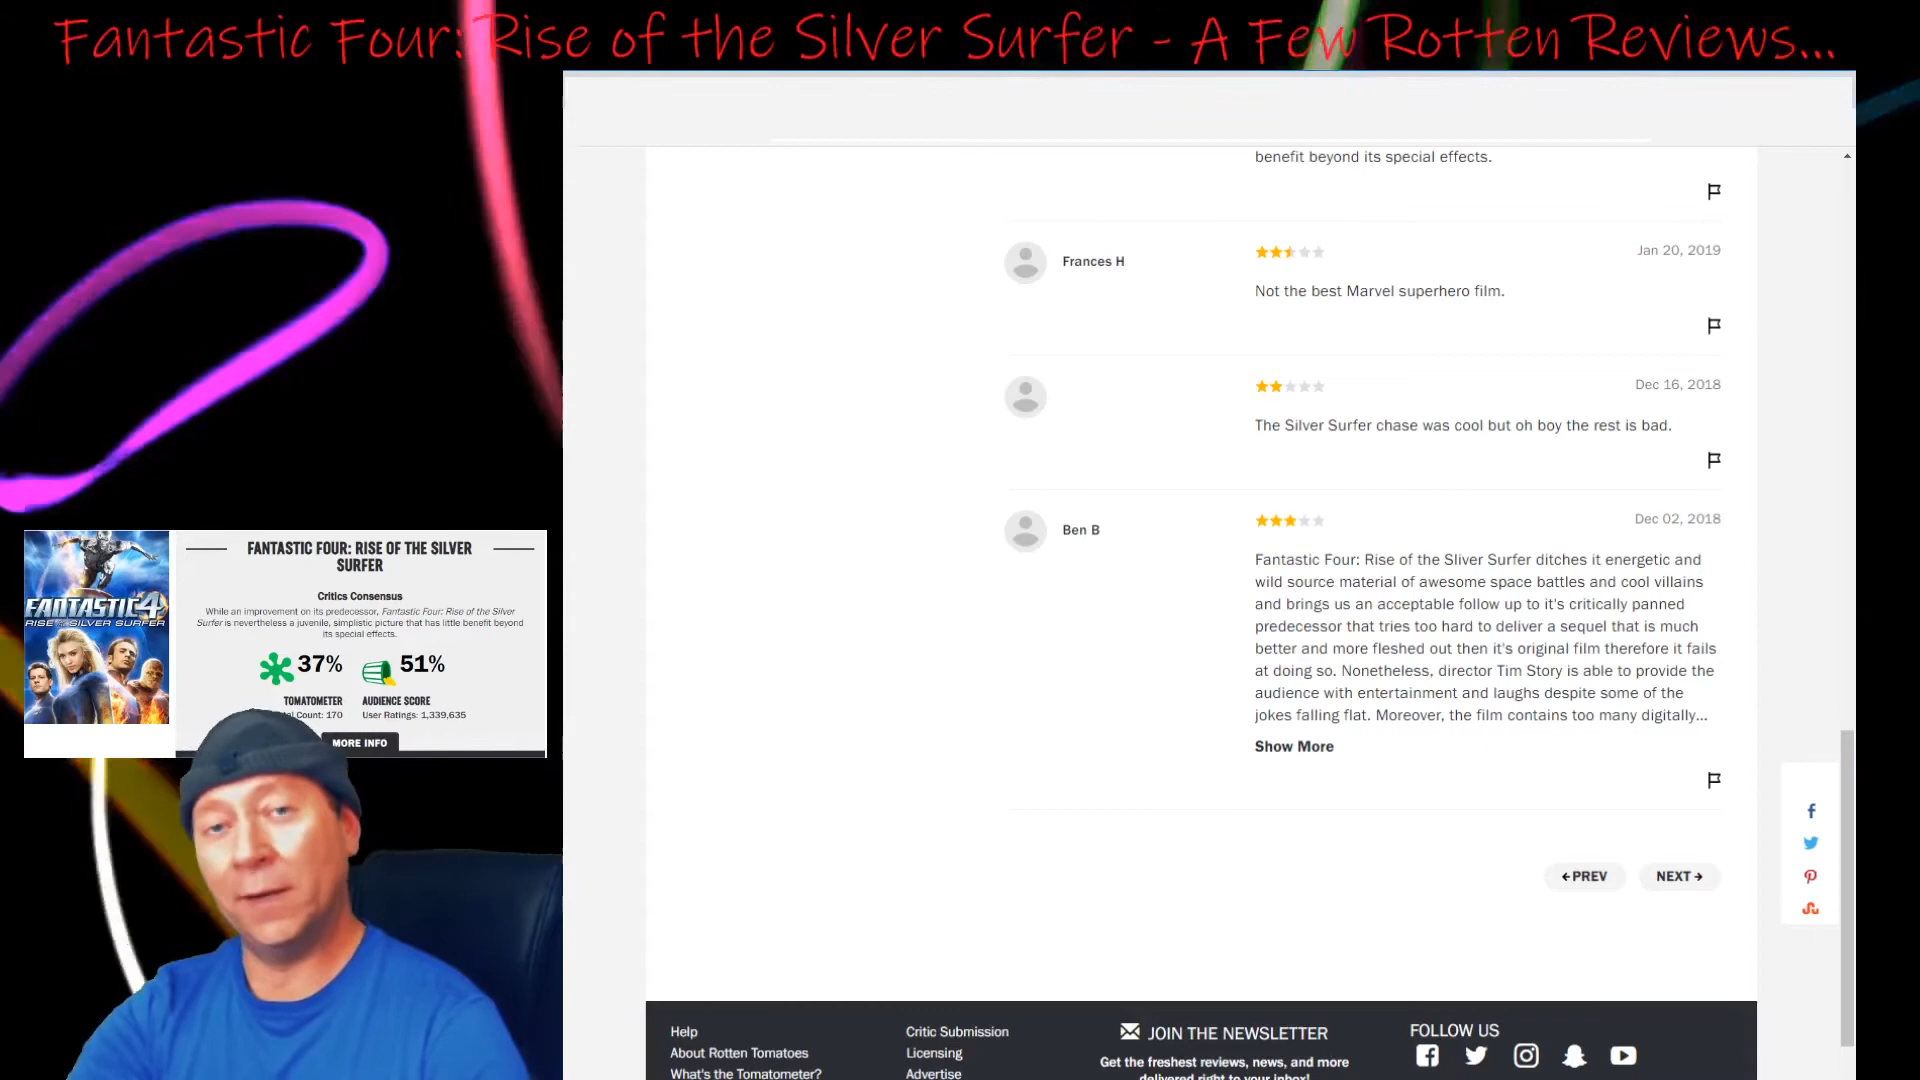 Fantastic Four: Rise of the Silver Surfer - A Few Rotten Reviews...
benefit beyond its special effects.
Frances H
Jan 20, 2019
Not the best Marvel superhero film.
Dec 16, 2018
The Silver Surfer chase was cool but oh boy the rest is bad.
Ben B
Dec 02, 2018
Fantastic Four: Rise of the Sliver Surfer ditches it energetic and
wild source material of awesome space battles and cool villains
and brings us an acceptable follow up to it's critically panned
predecessor that tries too hard to deliver a sequel that is much
better and more fleshed out then it's original film therefore it fails
at doing so. Nonetheless, director Tim Story is able to provide the
audience with entertainment and laughs despite some of the
jokes falling flat. Moreover, the film contains too many digitally...
Show More
PREV
NEXT
FANTASTIC 4
RISE OF THE SILVER SURFER
FANTASTIC FOUR: RISE OF THE SILVER
SURFER
Critics Consensus
While an improvement on its predecessor, Fantastic Four: Rise of the Silver
Surfer is nevertheless a juvenile, simplistic picture that has little benefit beyond
its special effects.
37%
51%
TOMATOMETER
AUDIENCE SCORE
Count: 170
User Ratings: 1,339,635
MORE INFO
Help
About Rotten Tomatoes
What's the Tomatometer?
Critic Submission
Licensing
Advertise
JOIN THE NEWSLETTER
Get the freshest reviews, news, and more
delivered right to your inbox!
FOLLOW US